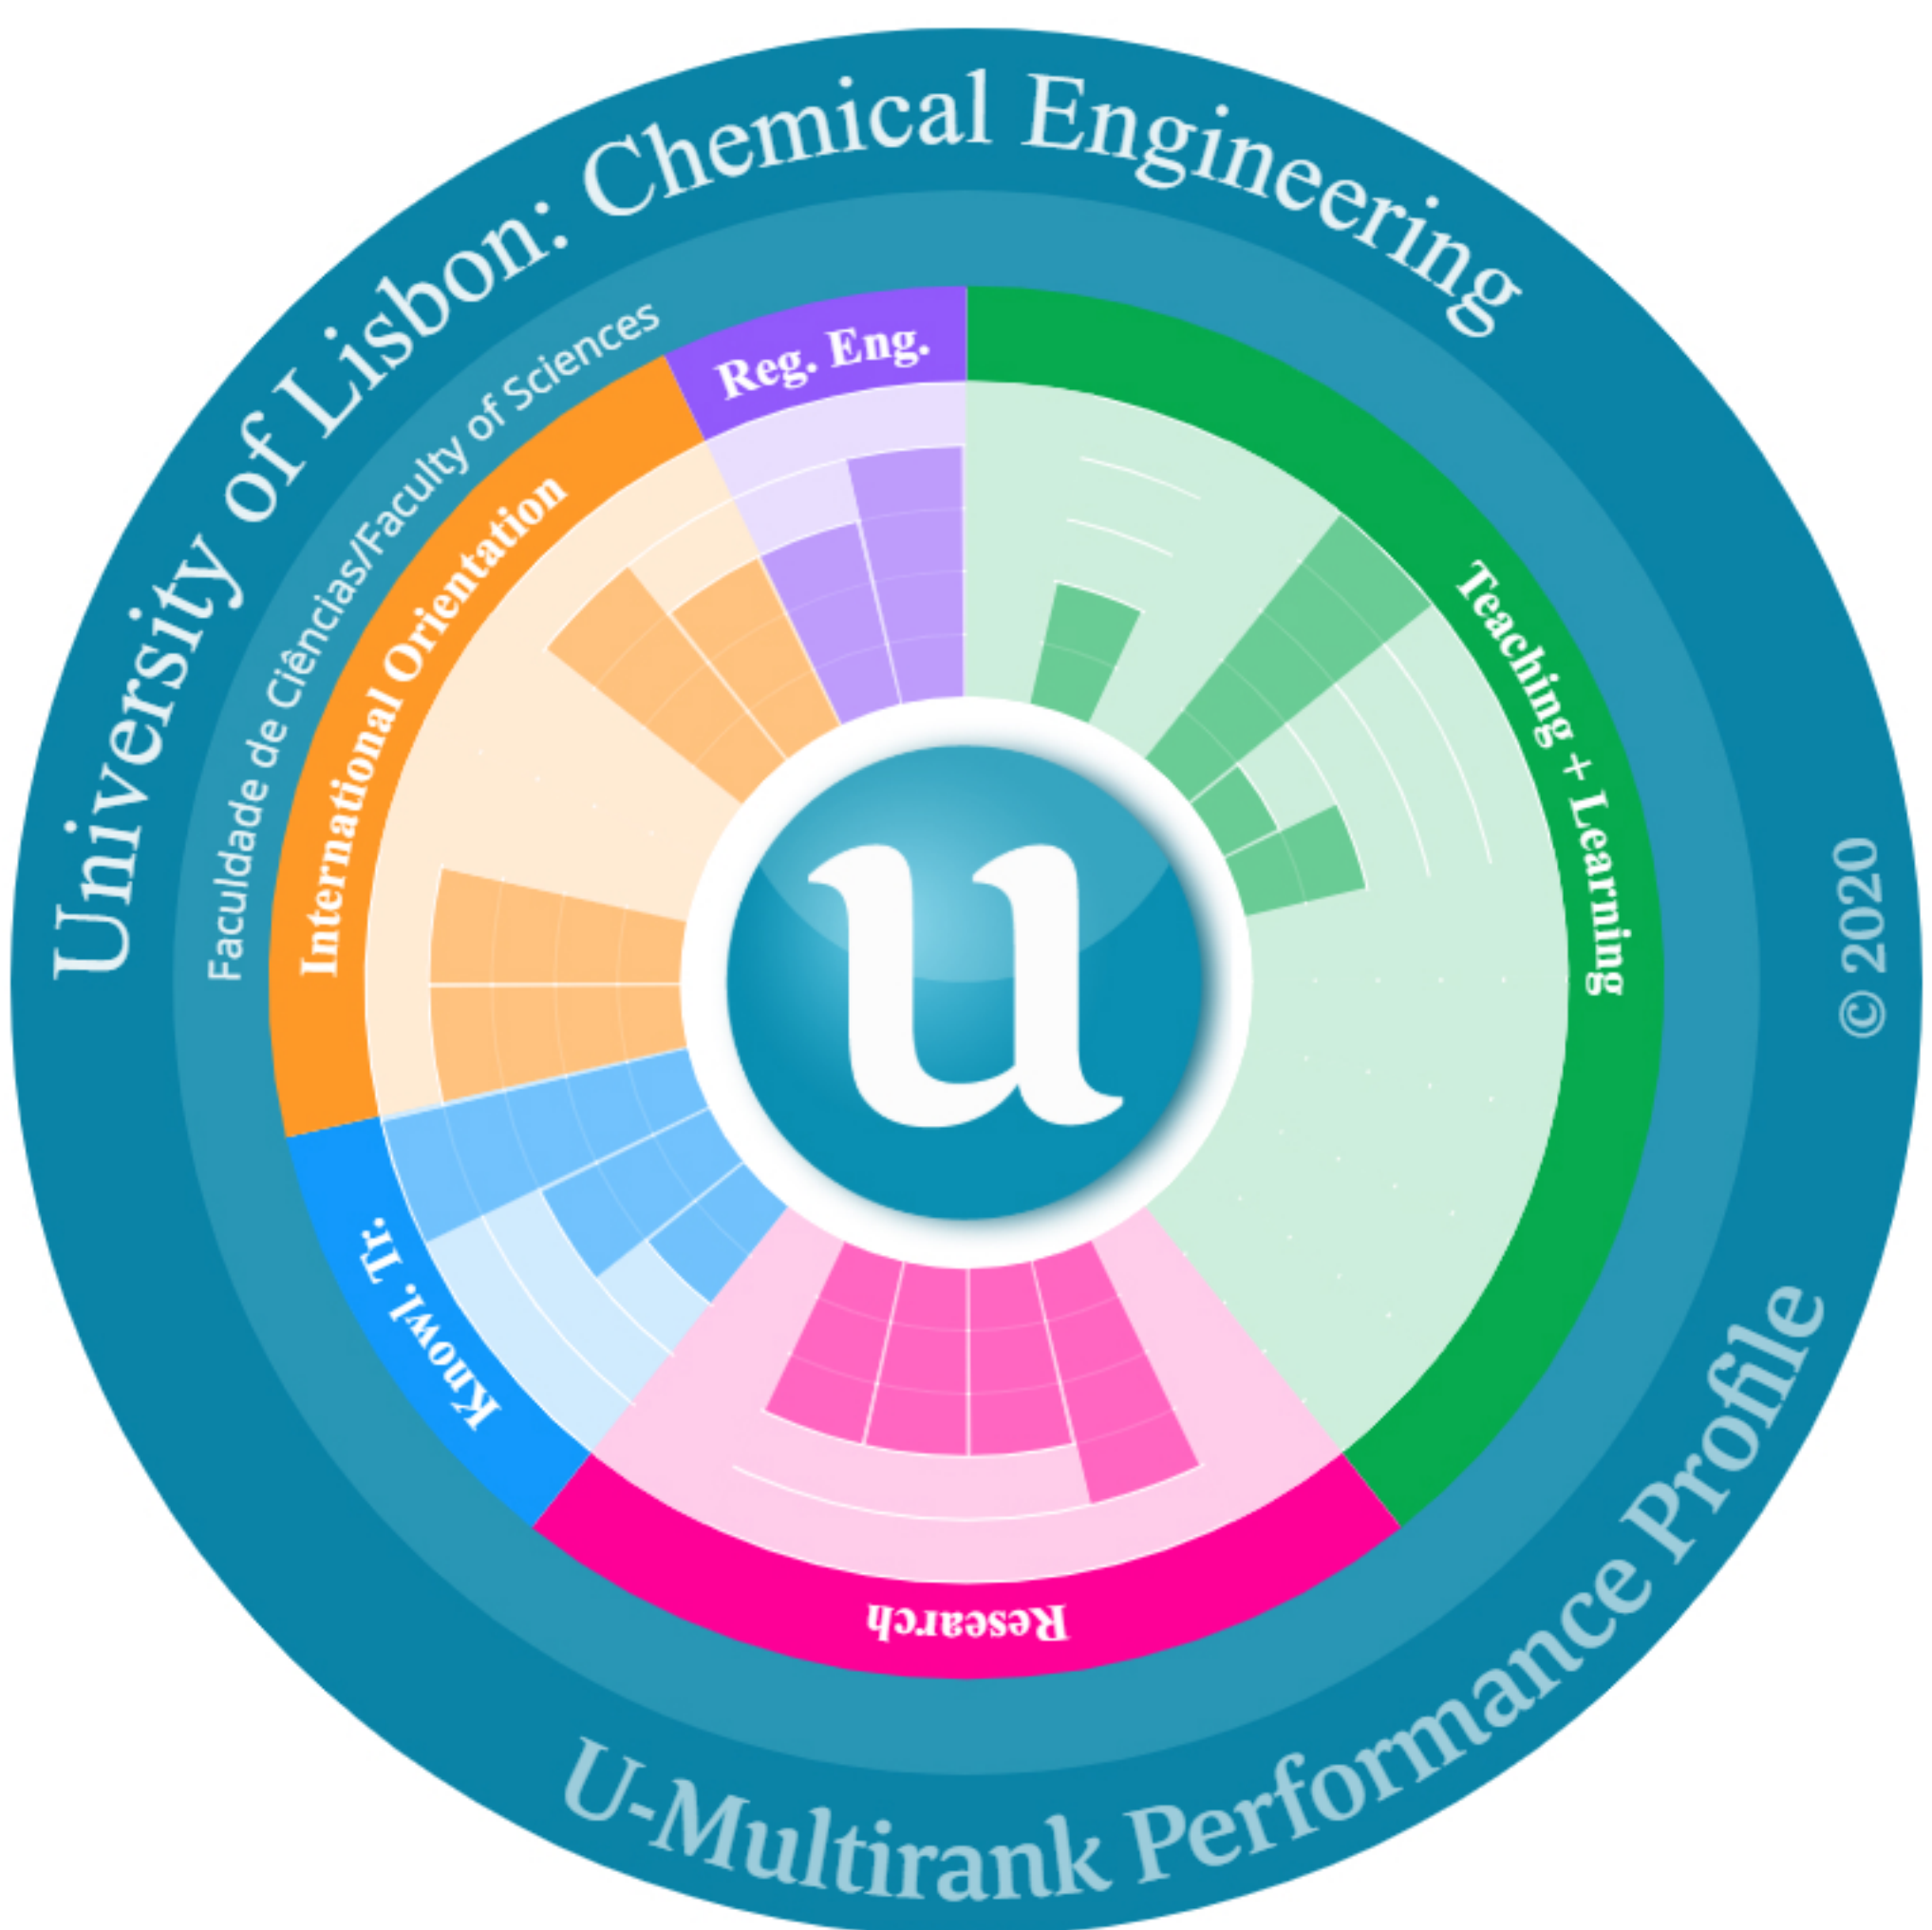 University of Lisbon: Chemical Engineering
Faculdade de Ciências/Faculty of Sciences
Reg. Eng.
Teaching + Learning
Research
Knowl. Tr.
International Orientation
u
© 2020
U-Multirank Performance Profile